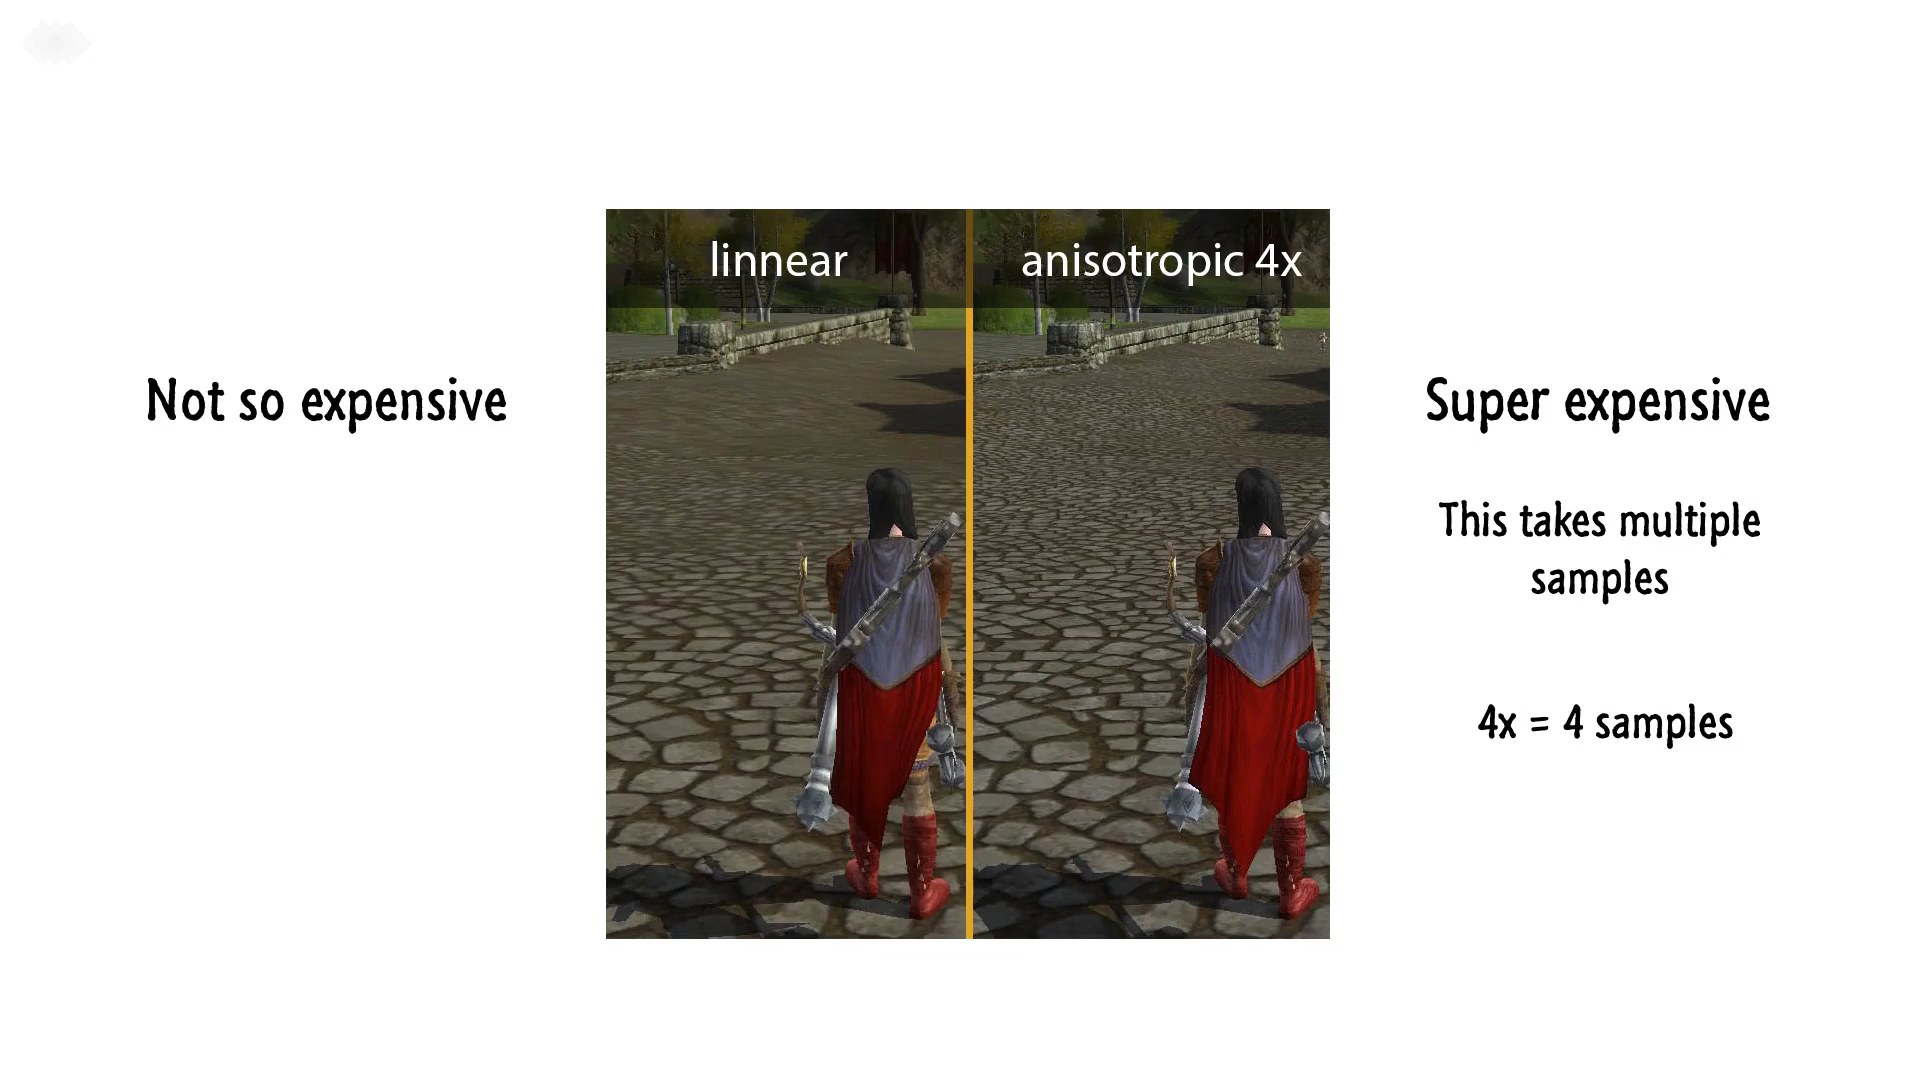 linnear
anisotropic 4x
Not so expensive
Super expensive
This takes multiple
samples
4x = 4 samples